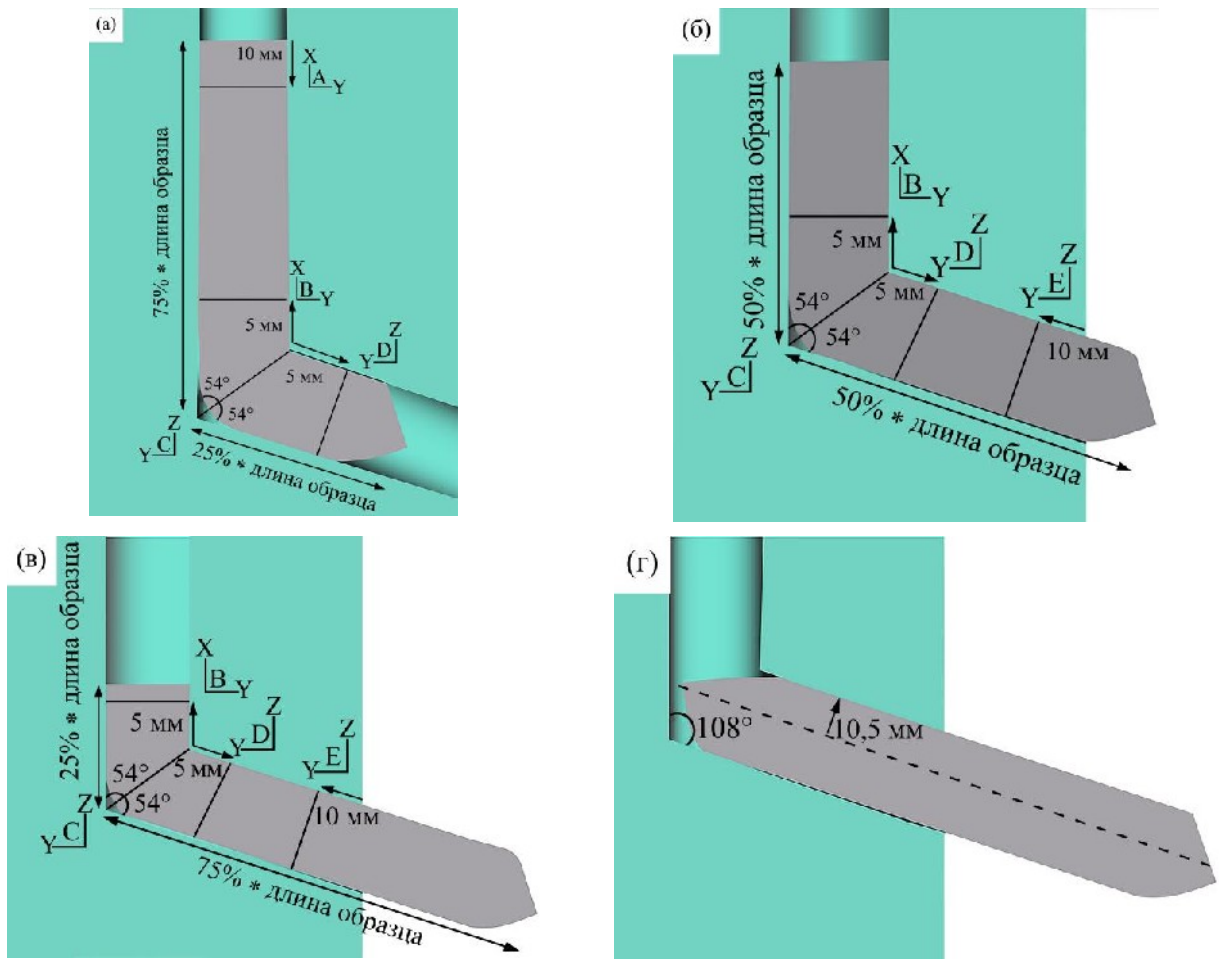 (а)
10 мм
X
A Y
75% * длина образца
X
B Y
5 мм
Z
Y D
5 мм
54°
54°
Z
Y C
25% * длина образца
(б)
50% * длина образца
X
B Y
5 мм
Z
Y D
Z
Y E
5 мм
54°
54°
10 мм
Z
Y C
50% * длина образца
(в)
25% * длина образца
X
B Y
5 мм
Z
Y D
Z
Y E
5 мм
54°
54°
10 мм
Z
Y C
75% * длина образца
(г)
108°
10,5 мм